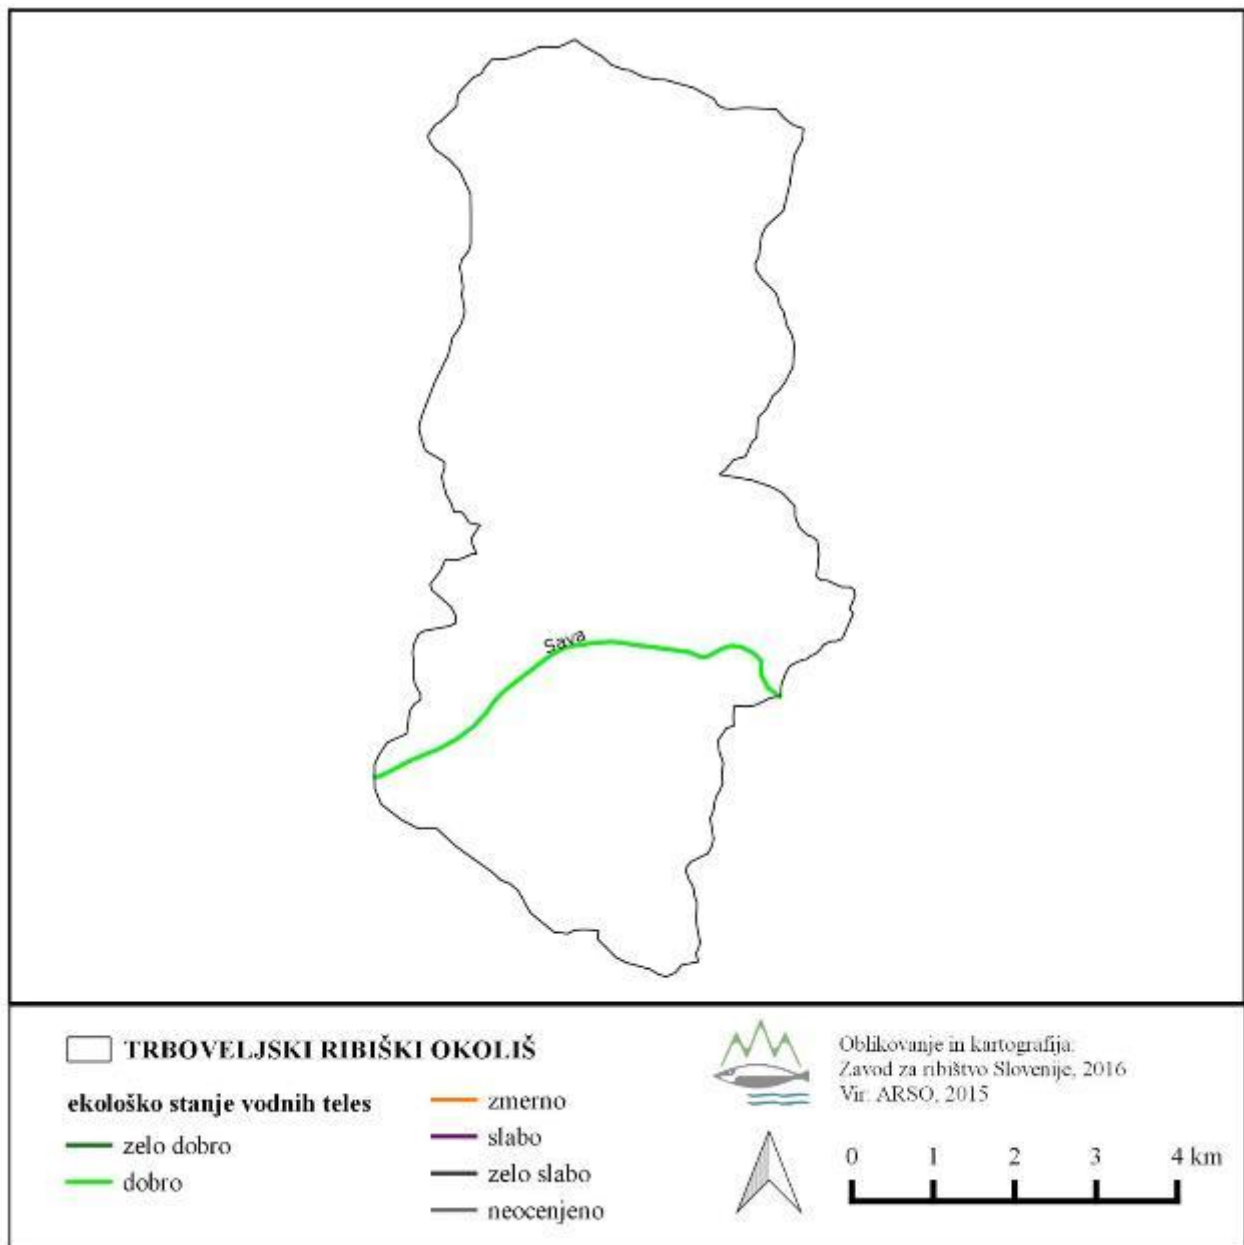 Sava
TRBOVELJSKI RIBIŠKI OKOLIŠ
ekološko stanje vodnih teles
zelo dobro
dobro
zmerno
slabo
zelo slabo
neocenjeno
Oblikovanje in kartografija:
Zavod za ribištvo Slovenije, 2016
Vir: ARSO, 2015
0 1 2 3 4 km